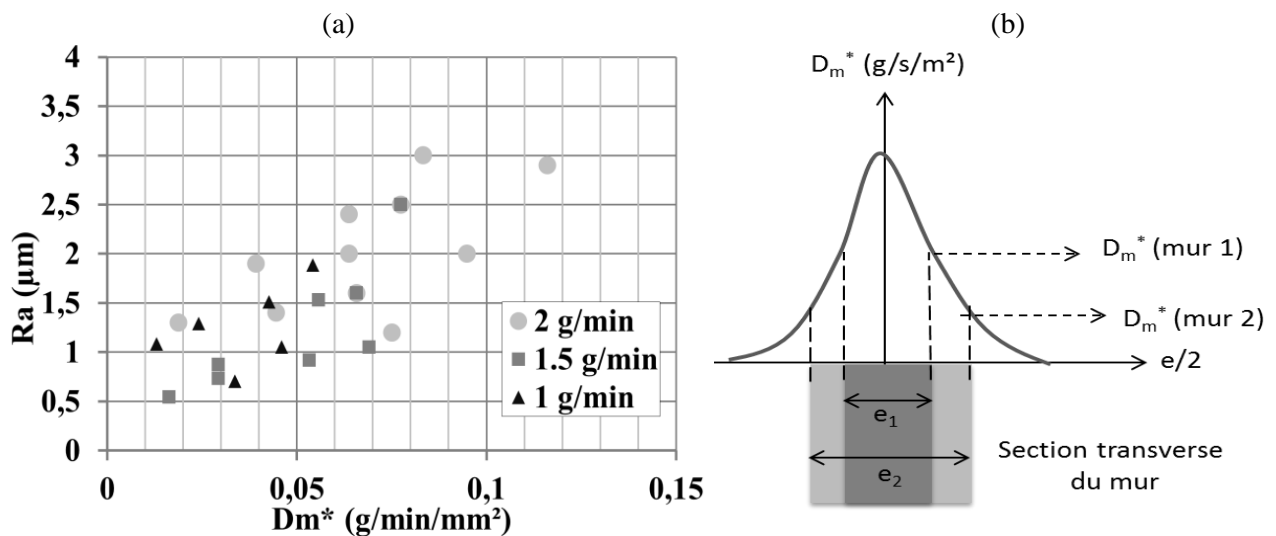 (a)
4
3,5
3
2,5
2
1,5
1
0,5
0
Ra (µm)
0
0,05
0,1
0,15
Dm* (g/min/mm²)
2 g/min
1.5 g/min
1 g/min
(b)
Dm* (g/s/m²)
Dm* (mur 1)
Dm* (mur 2)
e/2
e1
e2
Section transverse
du mur